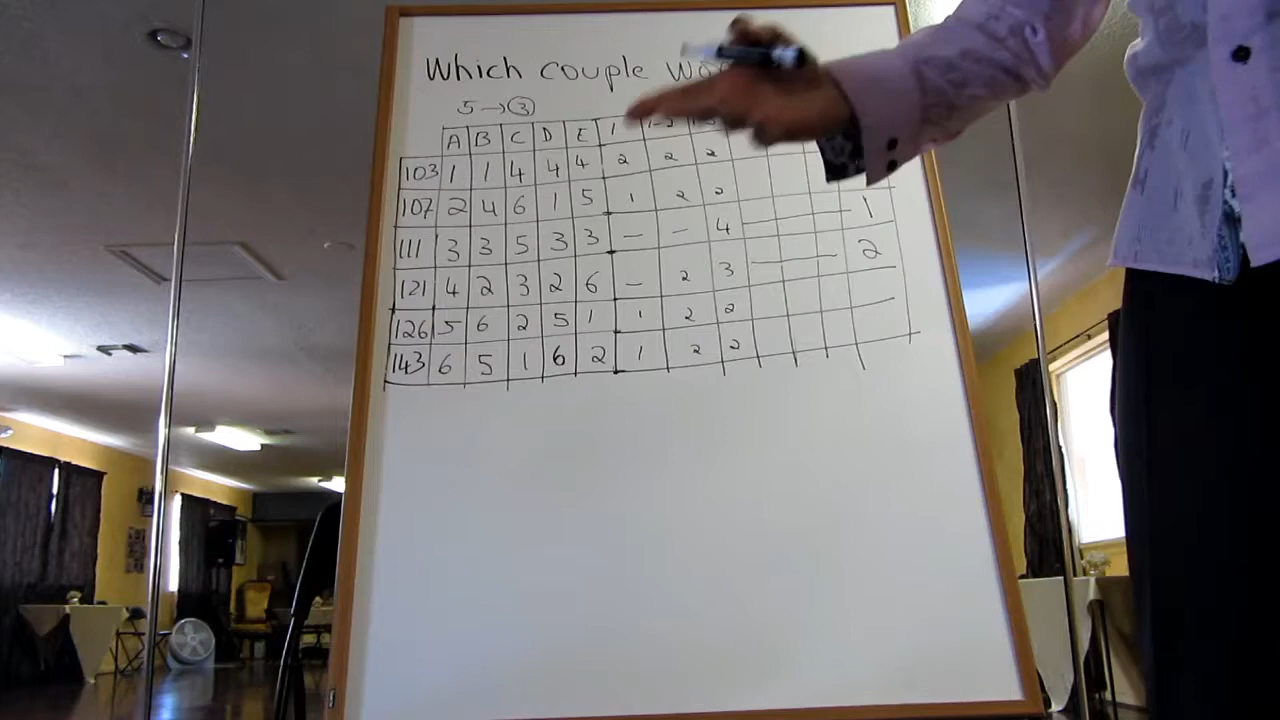 Which couple
5 → 3
A B C D E 1 1-2
103 1 1 4 4 4 2 2 2
107 2 4 6 1 5 1 2 2
111 3 3 5 3 3 — — 4 — 1
121 4 2 3 2 6 — 2 3 — 2
126 5 6 2 5 1 1 2 2
143 6 5 1 6 2 1 2 2